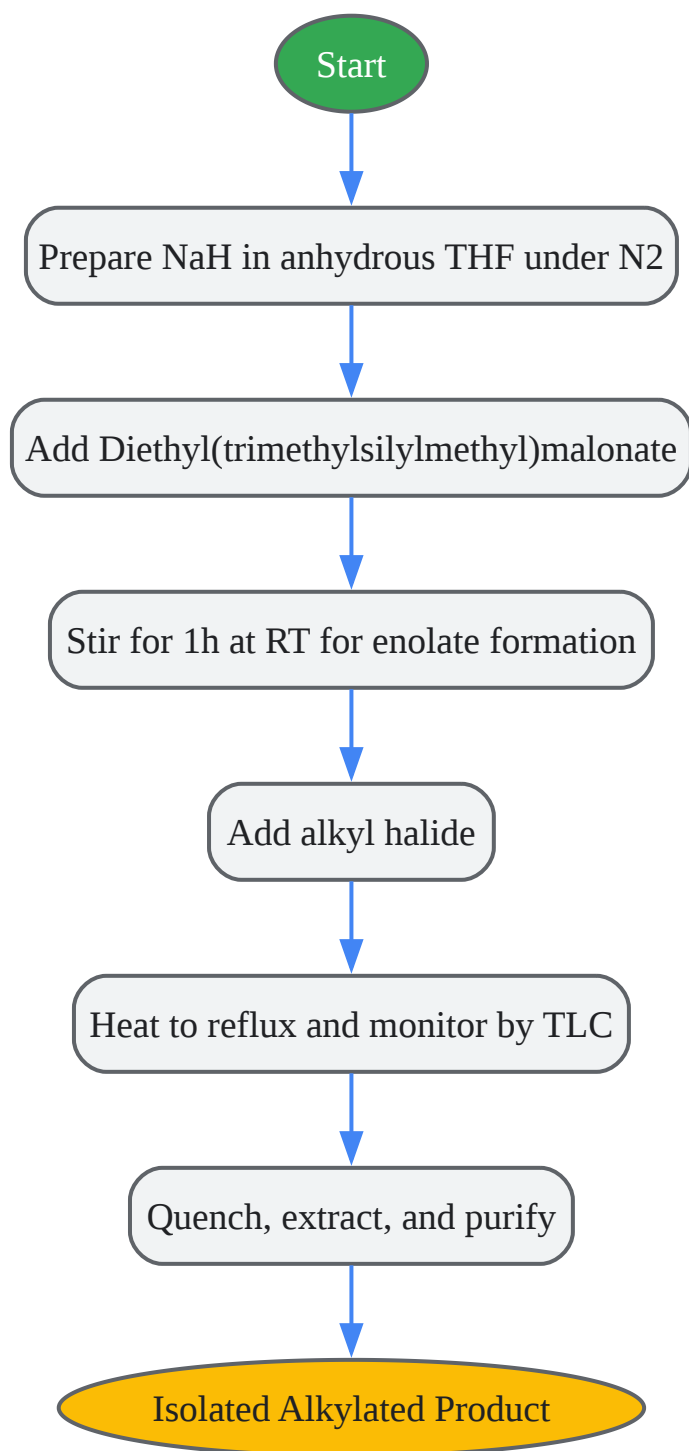 Start
Prepare NaH in anhydrous THF under N2
Add Diethyl(trimethylsilylmethyl)malonate
Stir for 1h at RT for enolate formation
Add alkyl halide
Heat to reflux and monitor by TLC
Quench, extract, and purify
Isolated Alkylated Product